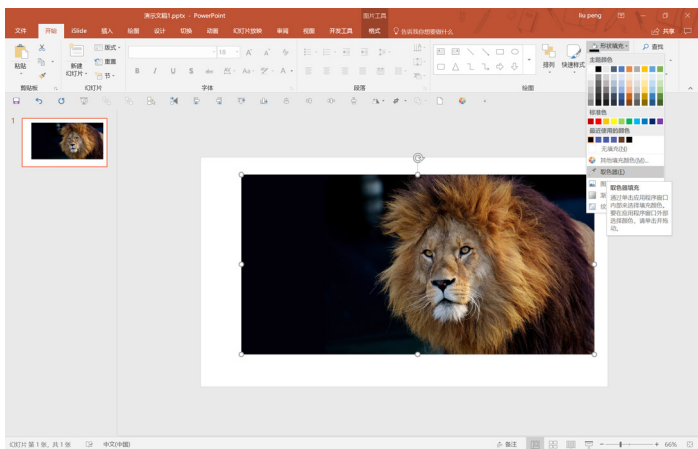 演示文稿1.pptx - PowerPoint
图片工具
liu peng
文件 开始 iSlide 插入 绘图 设计 切换 动画 幻灯片放映 审阅 视图 开发工具 格式 告诉我你想要做什么 共享
粘贴
新建
幻灯片
版式
重置
节
18
B I U S abc AV Aa A
排列 快速样式
形状填充
查找
剪贴板 幻灯片 字体 段落 绘图
主题颜色
标准色
最近使用的颜色
无填充(N)
其他填充颜色(M)...
取色器(E)
取色器填充
通过单击应用程序窗口
内部来选择填充颜色。
要在应用程序窗口外部
选择颜色，请单击并拖
动。
1
幻灯片 第 1 张，共 1 张 中文(中国) 备注 66%